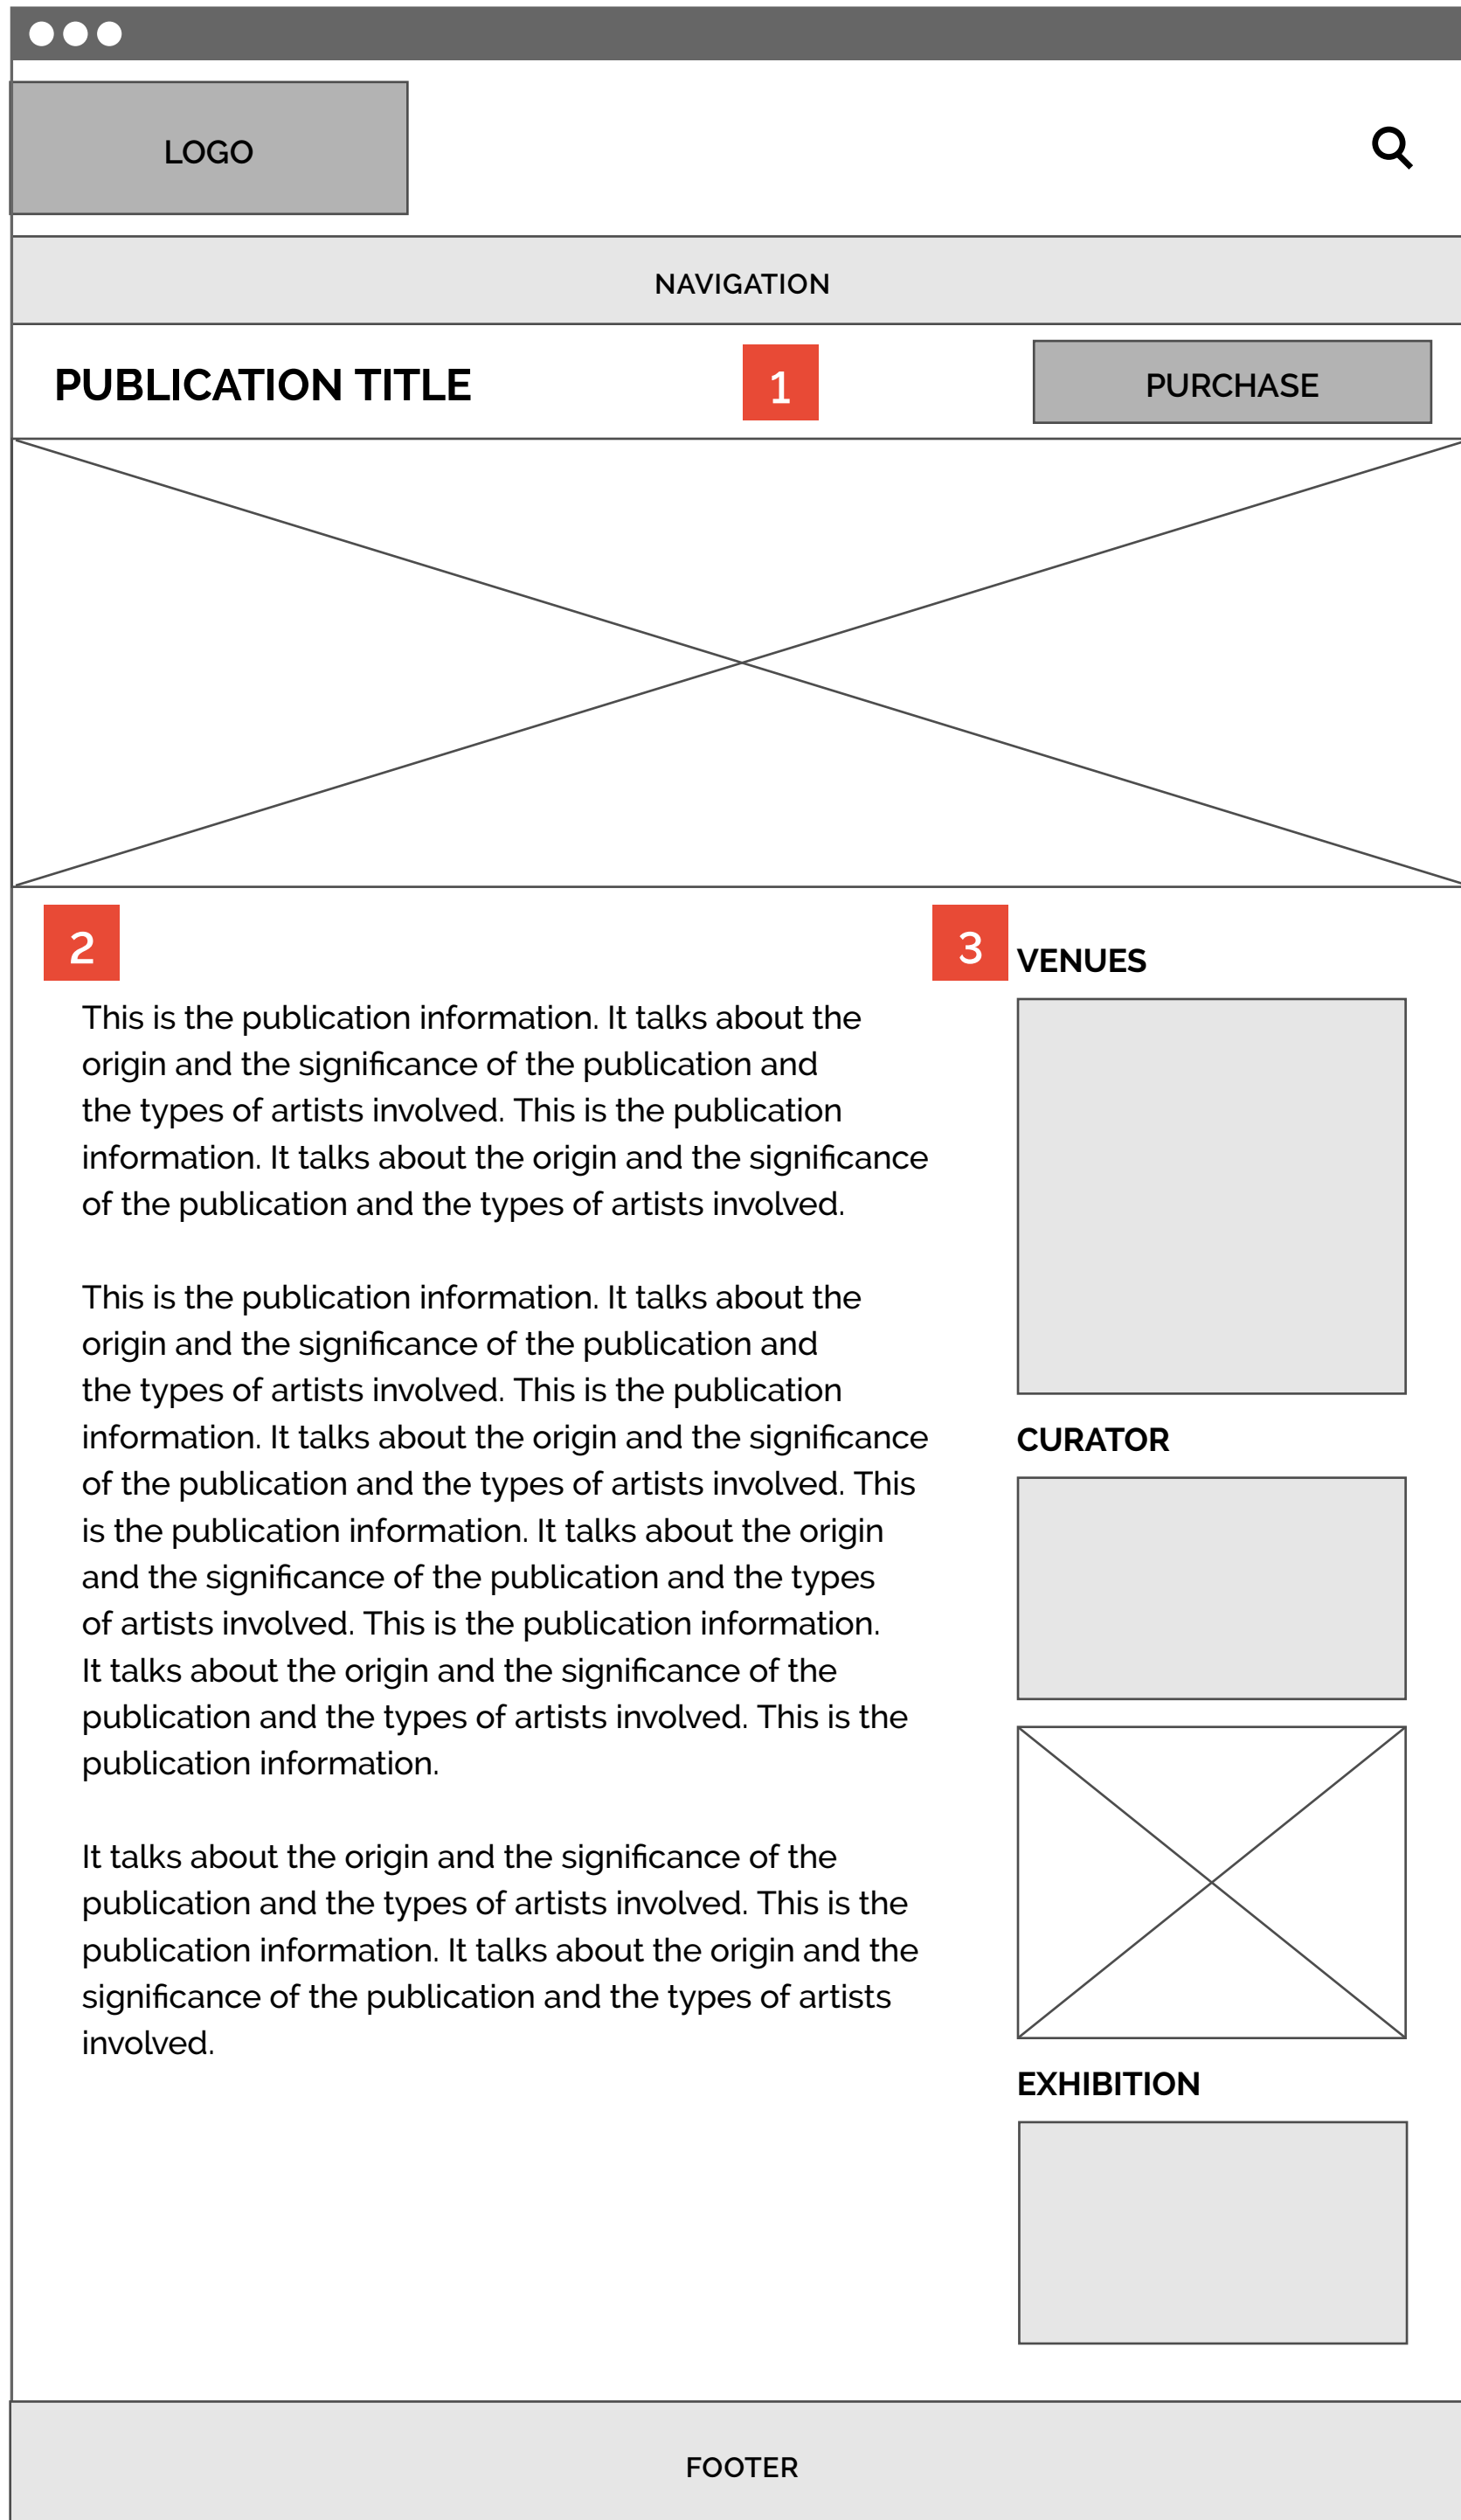 LOGO
NAVIGATION
PUBLICATION TITLE
1
PURCHASE
2
This is the publication information. It talks about the
origin and the significance of the publication and
the types of artists involved. This is the publication
information. It talks about the origin and the significance
of the publication and the types of artists involved.
This is the publication information. It talks about the
origin and the significance of the publication and
the types of artists involved. This is the publication
information. It talks about the origin and the significance
of the publication and the types of artists involved. This
is the publication information. It talks about the origin
and the significance of the publication and the types
of artists involved. This is the publication information.
It talks about the origin and the significance of the
publication and the types of artists involved. This is the
publication information.
It talks about the origin and the significance of the
publication and the types of artists involved. This is the
publication information. It talks about the origin and the
significance of the publication and the types of artists
involved.
3
VENUES
CURATOR
EXHIBITION
FOOTER